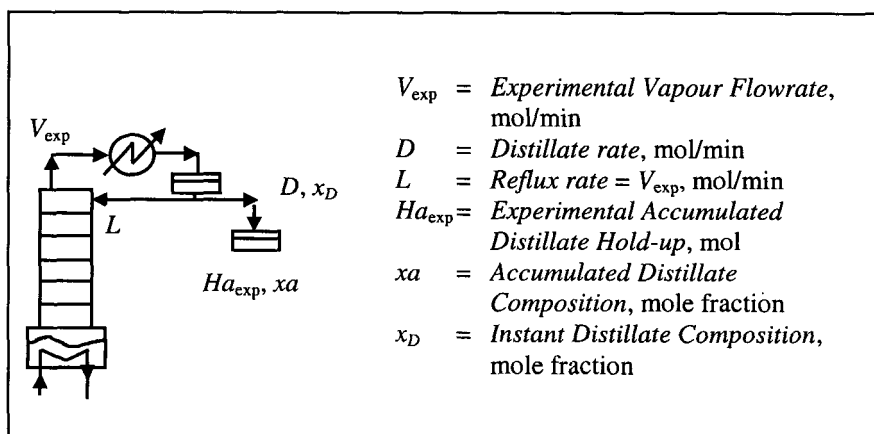 V_exp
D, x_D
L
Ha_exp, xa
V_exp = Experimental Vapour Flowrate,
mol/min
D = Distillate rate, mol/min
L = Reflux rate = V_exp, mol/min
Ha_exp = Experimental Accumulated
Distillate Hold-up, mol
xa = Accumulated Distillate
Composition, mole fraction
x_D = Instant Distillate Composition,
mole fraction